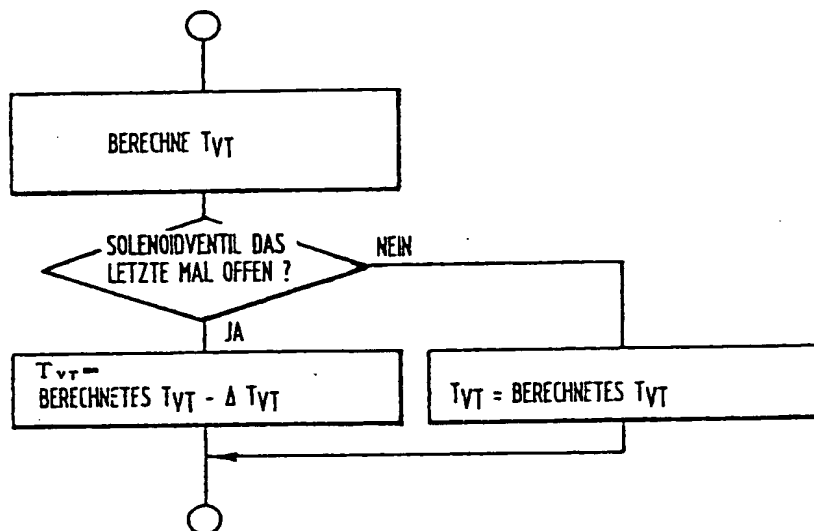 BERECHNE TVT
SOLENOIDVENTIL DAS
LETZTE MAL OFFEN ?
NEIN
JA
TVT=
BERECHNETES TVT - Δ TVT
TVT = BERECHNETES TVT